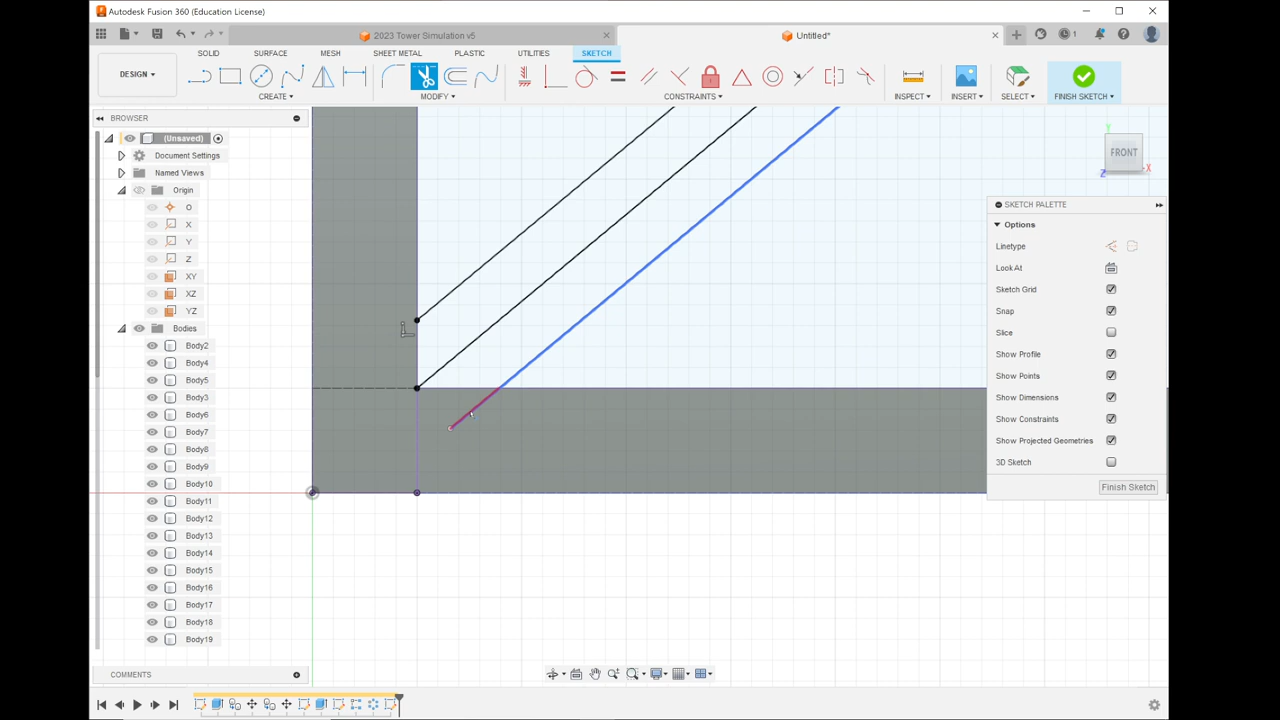 Autodesk Fusion 360 (Education License)
2023 Tower Simulation v5
Untitled*
1
DESIGN
SOLID
SURFACE
MESH
SHEET METAL
PLASTIC
UTILITIES
SKETCH
CREATE
MODIFY
CONSTRAINTS
INSPECT
INSERT
SELECT
FINISH SKETCH
BROWSER
(Unsaved)
Document Settings
Named Views
Origin
O
X
Y
Z
XY
XZ
YZ
Bodies
Body2
Body4
Body5
Body3
Body6
Body7
Body8
Body9
Body10
Body11
Body12
Body13
Body14
Body15
Body16
Body17
Body18
Body19
COMMENTS
Y
FRONT
X
Z
SKETCH PALETTE
Options
Linetype
Look At
Sketch Grid
Snap
Slice
Show Profile
Show Points
Show Dimensions
Show Constraints
Show Projected Geometries
3D Sketch
Finish Sketch